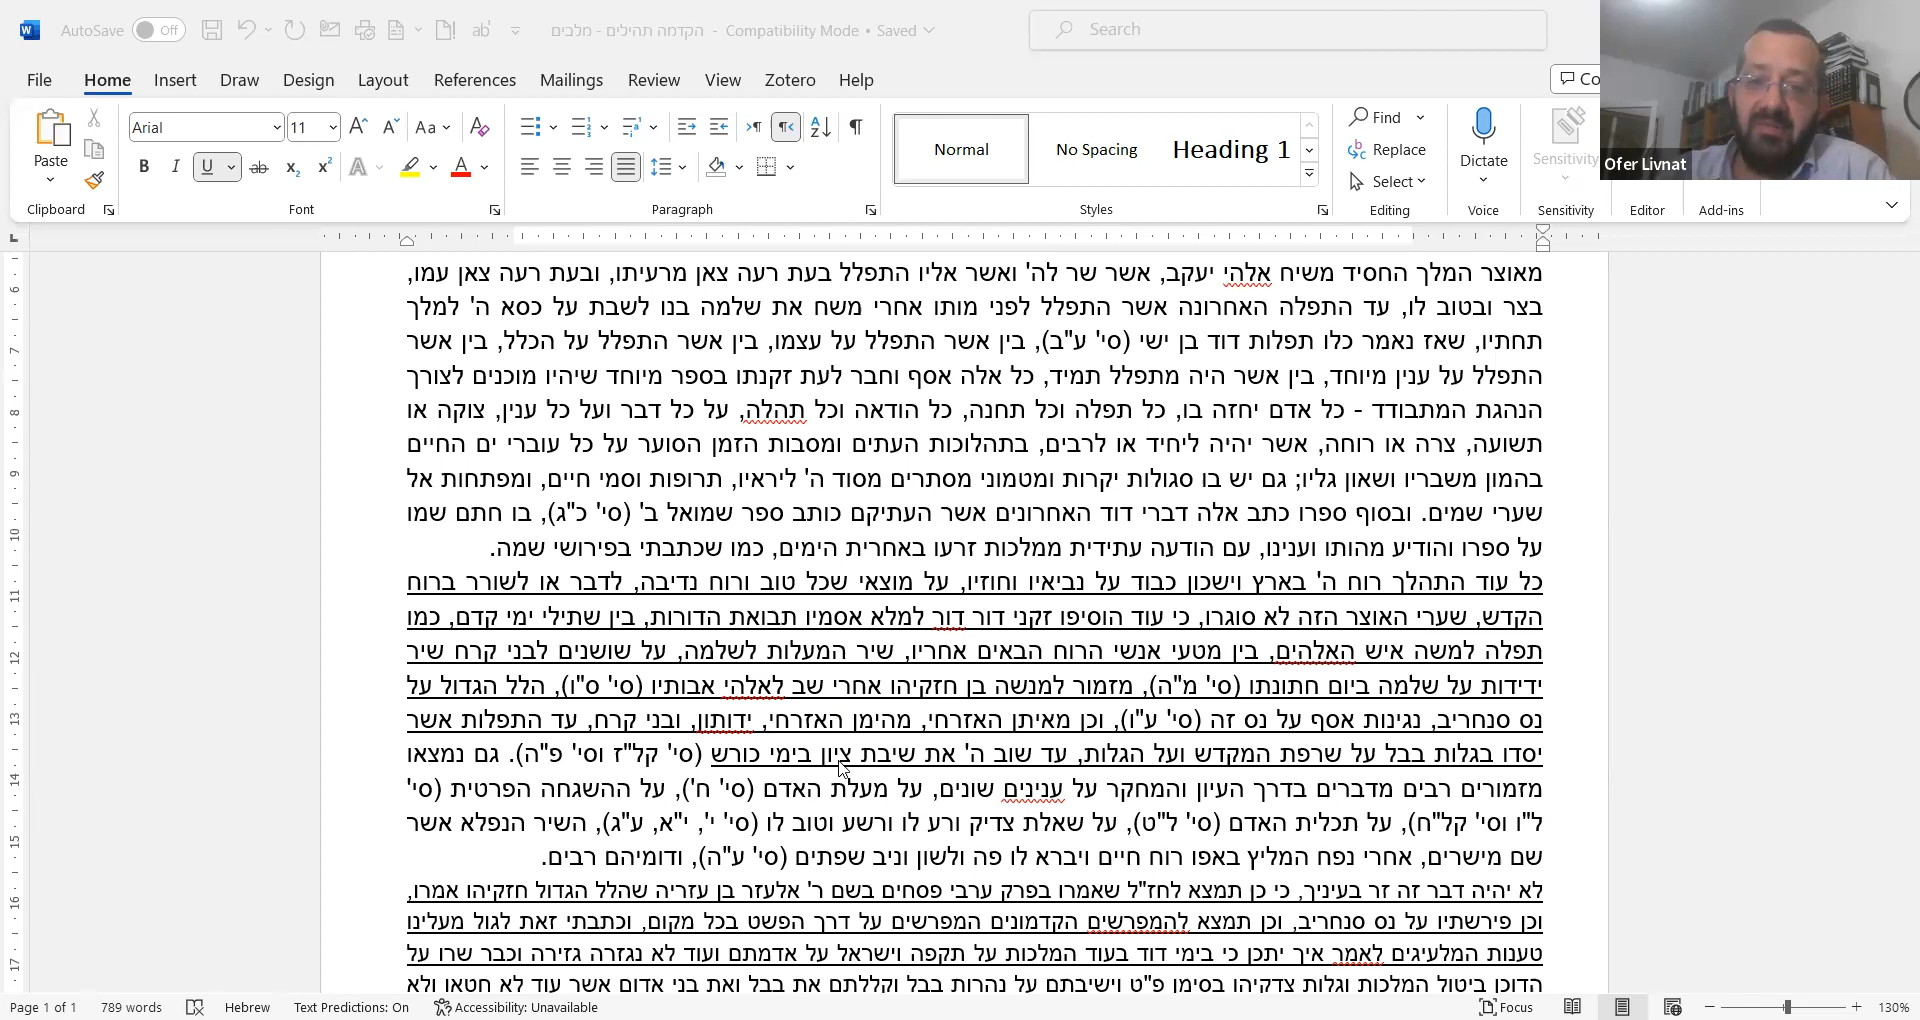 AutoSave Off
הקדמה תהילים - מלבים - Compatibility Mode • Saved
Search
File Home Insert Draw Design Layout References Mailings Review View Zotero Help
Co
Paste
Arial 11
Normal No Spacing Heading 1
Find
Replace
Select
Dictate
Sensitivity
Ofer Livnat
Clipboard Font Paragraph Styles Editing Voice Sensitivity Editor Add-ins
מאוצר המלך החסיד משיח אלהי יעקב, אשר שר לה' ואשר אליו התפלל בעת רעה צאן מרעיתו, ובעת רעה צאן עמו,
בצר ובטוב לו, עד התפלה האחרונה אשר התפלל לפני מותו אחרי משח את שלמה בנו לשבת על כסא ה' למלך
תחתיו, שאז נאמר כלו תפלות דוד בן ישי (סי' ע"ב), בין אשר התפלל על עצמו, בין אשר התפלל על הכלל, בין אשר
התפלל על ענין מיוחד, בין אשר היה מתפלל תמיד, כל אלה אסף וחבר לעת זקנתו בספר מיוחד שיהיו מוכנים לצורך
הנהגת המתבודד - כל אדם יחזה בו, כל תפלה וכל תחנה, כל הודאה וכל תהלה, על כל דבר ועל כל ענין, צוקה או
תשועה, צרה או רוחה, אשר יהיה ליחיד או לרבים, בתהלוכות העתים ומסבות הזמן הסוער על כל עוברי ים החיים
בהמון משבריו ושאון גליו; גם יש בו סגולות יקרות ומטמוני מסתרים מסוד ה' ליראיו, תרופות וסמי חיים, ומפתחות אל
שערי שמים. ובסוף ספרו כתב אלה דברי דוד האחרונים אשר העתיקם כותב ספר שמואל ב' (סי' כ"ג), בו חתם שמו
על ספרו והודיע מהותו וענינו, עם הודעה עתידית ממלכות זרעו באחרית הימים, כמו שכתבתי בפירושי שמה.
כל עוד התהלך רוח ה' בארץ וישכון כבוד על נביאיו וחוזיו, על מוצאי שכל טוב ורוח נדיבה, לדבר או לשורר ברוח
הקדש, שערי האוצר הזה לא סוגרו, כי עוד הוסיפו זקני דור דור למלא אסמיו תבואת הדורות, בין שתילי ימי קדם, כמו
תפלה למשה איש האלהים, בין מטעי אנשי הרוח הבאים אחריו, שיר המעלות לשלמה, על שושנים לבני קרח שיר
ידידות על שלמה ביום חתונתו (סי' מ"ה), מזמור למנשה בן חזקיהו אחרי שב לאלהי אבותיו (סי' ס"ו), הלל הגדול על
נס סנחריב, נגינות אסף על נס זה (סי' ע"ו), וכן מאיתן האזרחי, מהימן האזרחי, ידותון, ובני קרח, עד התפלות אשר
יסדו בגלות בבל על שרפת המקדש ועל הגלות, עד שוב ה' את שיבת ציון בימי כורש (סי' קל"ז וסי' פ"ה). גם נמצאו
מזמורים רבים מדברים בדרך העיון והמחקר על ענינים שונים, על מעלת האדם (סי' ח'), על ההשגחה הפרטית (סי'
ל"ו וסי' קל"ח), על תכלית האדם (סי' ל"ט), על שאלת צדיק ורע לו ורשע וטוב לו (סי' י', י"א, ע"ג), השיר הנפלא אשר
שם מישרים, אחרי נפח המליץ באפו רוח חיים ויברא לו פה ולשון וניב שפתים (סי' ע"ה), ודומיהם רבים.
לא יהיה דבר זה זר בעיניך, כי כן תמצא לחז"ל שאמרו בפרק ערבי פסחים בשם ר' אלעזר בן עזריה שהלל הגדול חזקיהו אמרו,
וכן פירשתיו על נס סנחריב, וכן תמצא להמפרשים הקדמונים המפרשים על דרך הפשט בכל מקום, וכתבתי זאת לגול מעלינו
טענות המלעיגים לאמר איך יתכן כי בימי דוד בעוד המלכות על תקפה וישראל על אדמתם ועוד לא נגזרה גזירה וכבר שרו על
הדוכן ביטול המלכות וגלות צדקיהו בסימן פ"ט וישיבתם על נהרות בבל וקללתם את בבל ואת בני אדום אשר עוד לא חטאו ולא
Page 1 of 1 789 words Hebrew Text Predictions: On Accessibility: Unavailable Focus 130%